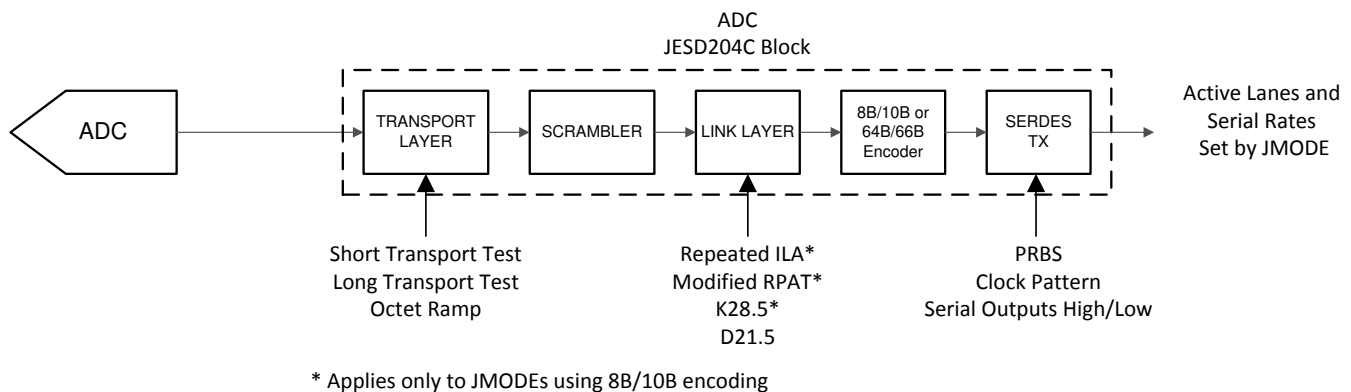 ADC
JESD204C Block
ADC
TRANSPORT
LAYER
SCRAMBLER
LINK LAYER
8B/10B or
64B/66B
Encoder
SERDES
TX
Active Lanes and
Serial Rates
Set by JMODE
Short Transport Test
Long Transport Test
Octet Ramp
Repeated ILA*
Modified RPAT*
K28.5*
D21.5
PRBS
Clock Pattern
Serial Outputs High/Low
* Applies only to JMODEs using 8B/10B encoding